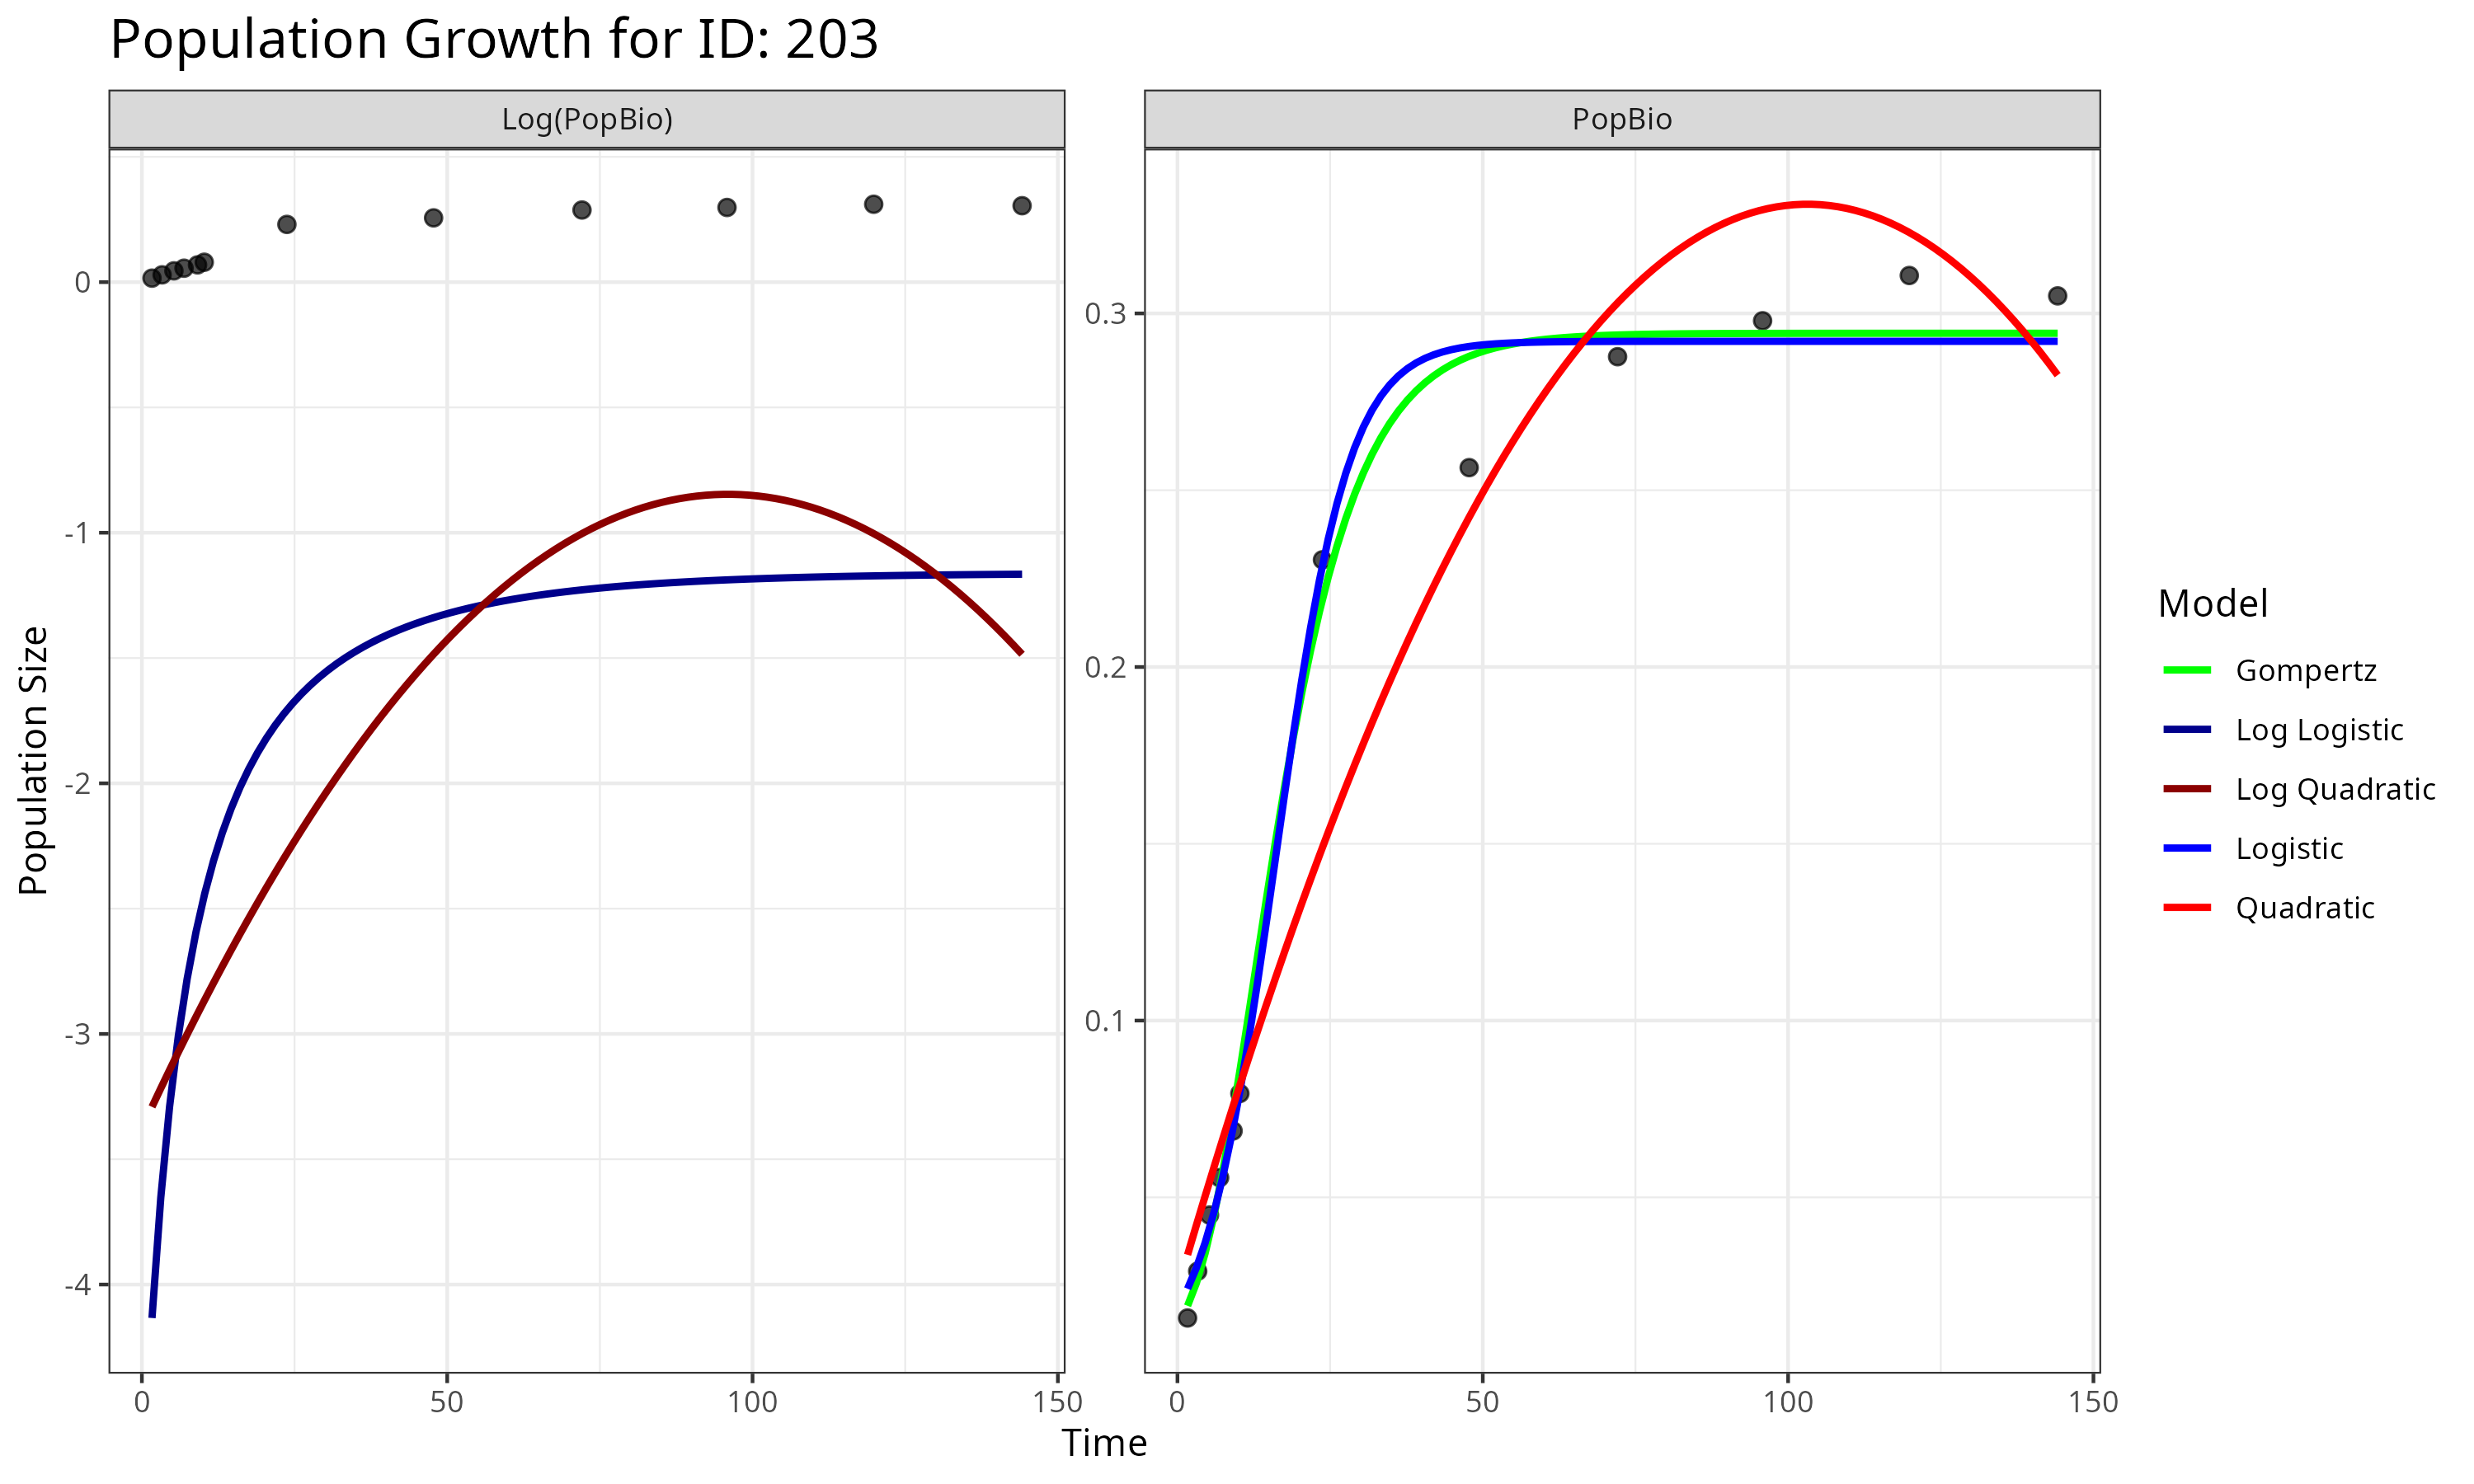 Population Growth for ID: 203
Log(PopBio)
PopBio
Population Size
0
-1
-2
-3
-4
0.3
0.2
0.1
0 50 100 150
0 50 100 150
Time
Model
Gompertz
Log Logistic
Log Quadratic
Logistic
Quadratic